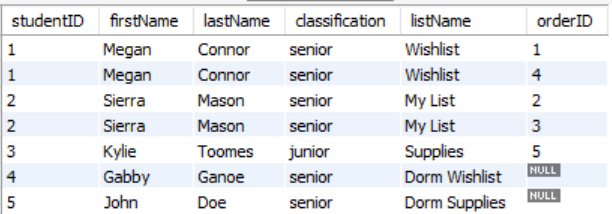 studentID firstName lastName classification listName orderID
1 Megan Connor senior Wishlist 1
1 Megan Connor senior Wishlist 4
2 Sierra Mason senior My List 2
2 Sierra Mason senior My List 3
3 Kylie Toomes junior Supplies 5
4 Gabby Ganoe senior Dorm Wishlist NULL
5 John Doe senior Dorm Supplies NULL